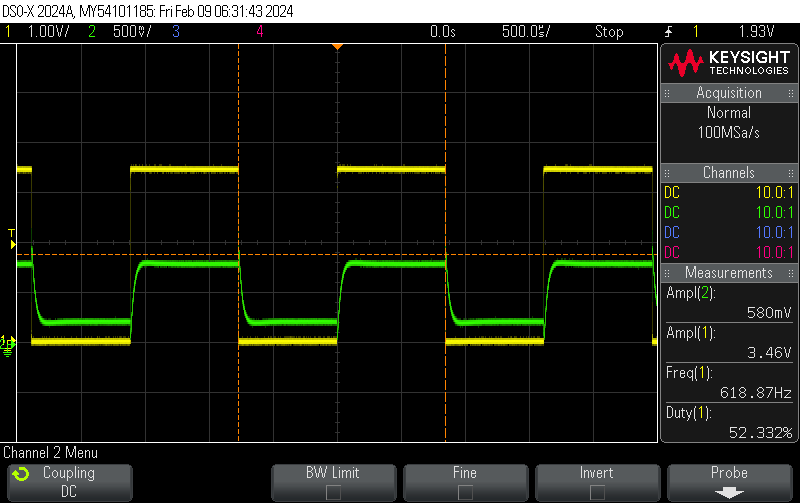 DSO-X 2024A, MY54101185: Fri Feb 09 06:31:43 2024
1 1.00V/ 2 500mV/ 3 4 0.0s 500.0us/ Stop 1 1.93V
KEYSIGHT
TECHNOLOGIES
Acquisition
Normal
100MSa/s
Channels
DC 10.0:1
DC 10.0:1
DC 10.0:1
DC 10.0:1
Measurements
Ampl(2):
580mV
Ampl(1):
3.46V
Freq(1):
618.87Hz
Duty(1):
52.332%
T
Channel 2 Menu
Coupling
DC
BW Limit
Fine
Invert
Probe